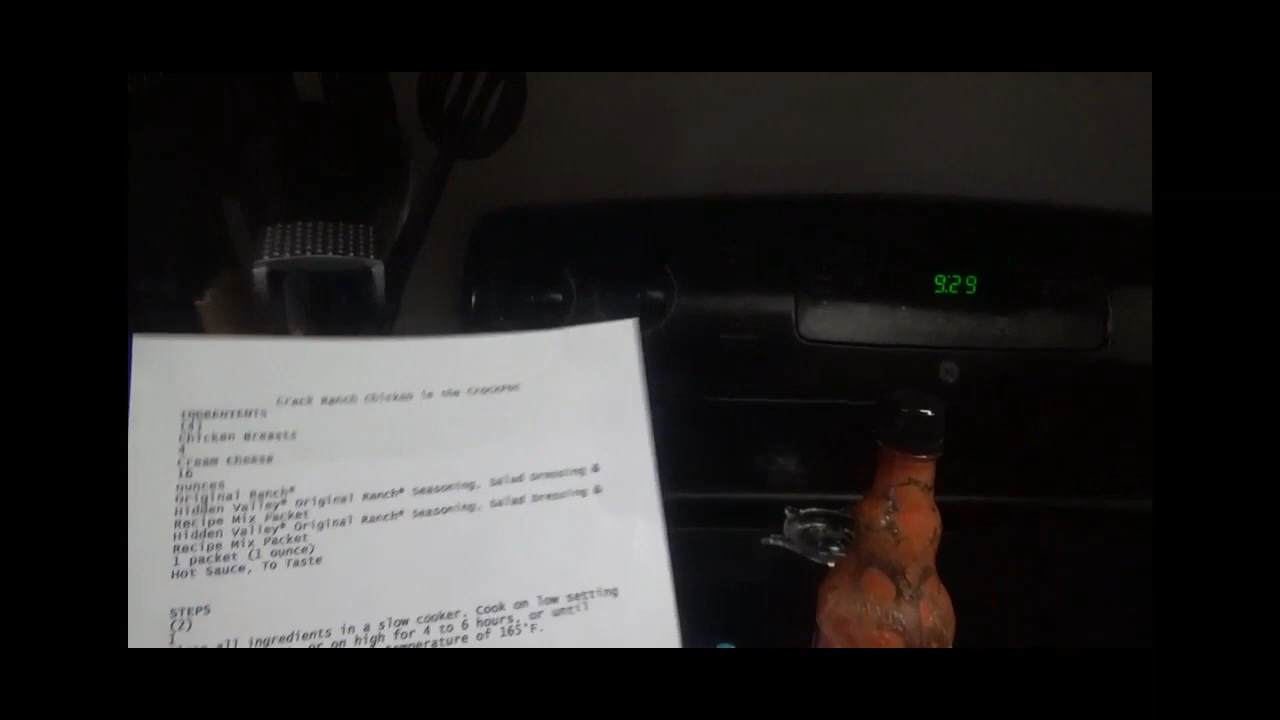 9:29
Crack Ranch Chicken in the CrockPot
INGREDIENTS
(4)
Chicken Breasts
4
Cream Cheese
16
ounces
Original Ranch®
Hidden Valley® Original Ranch® Seasoning, Salad Dressing &
Recipe Mix Packet
Hidden Valley® Original Ranch® Seasoning, Salad Dressing &
Recipe Mix Packet
1 packet (1 ounce)
Hot Sauce, To Taste
STEPS
(2)
1
all ingredients in a slow cooker. Cook on low setting
or on high for 4 to 6 hours, or until
temperature of 165°F.